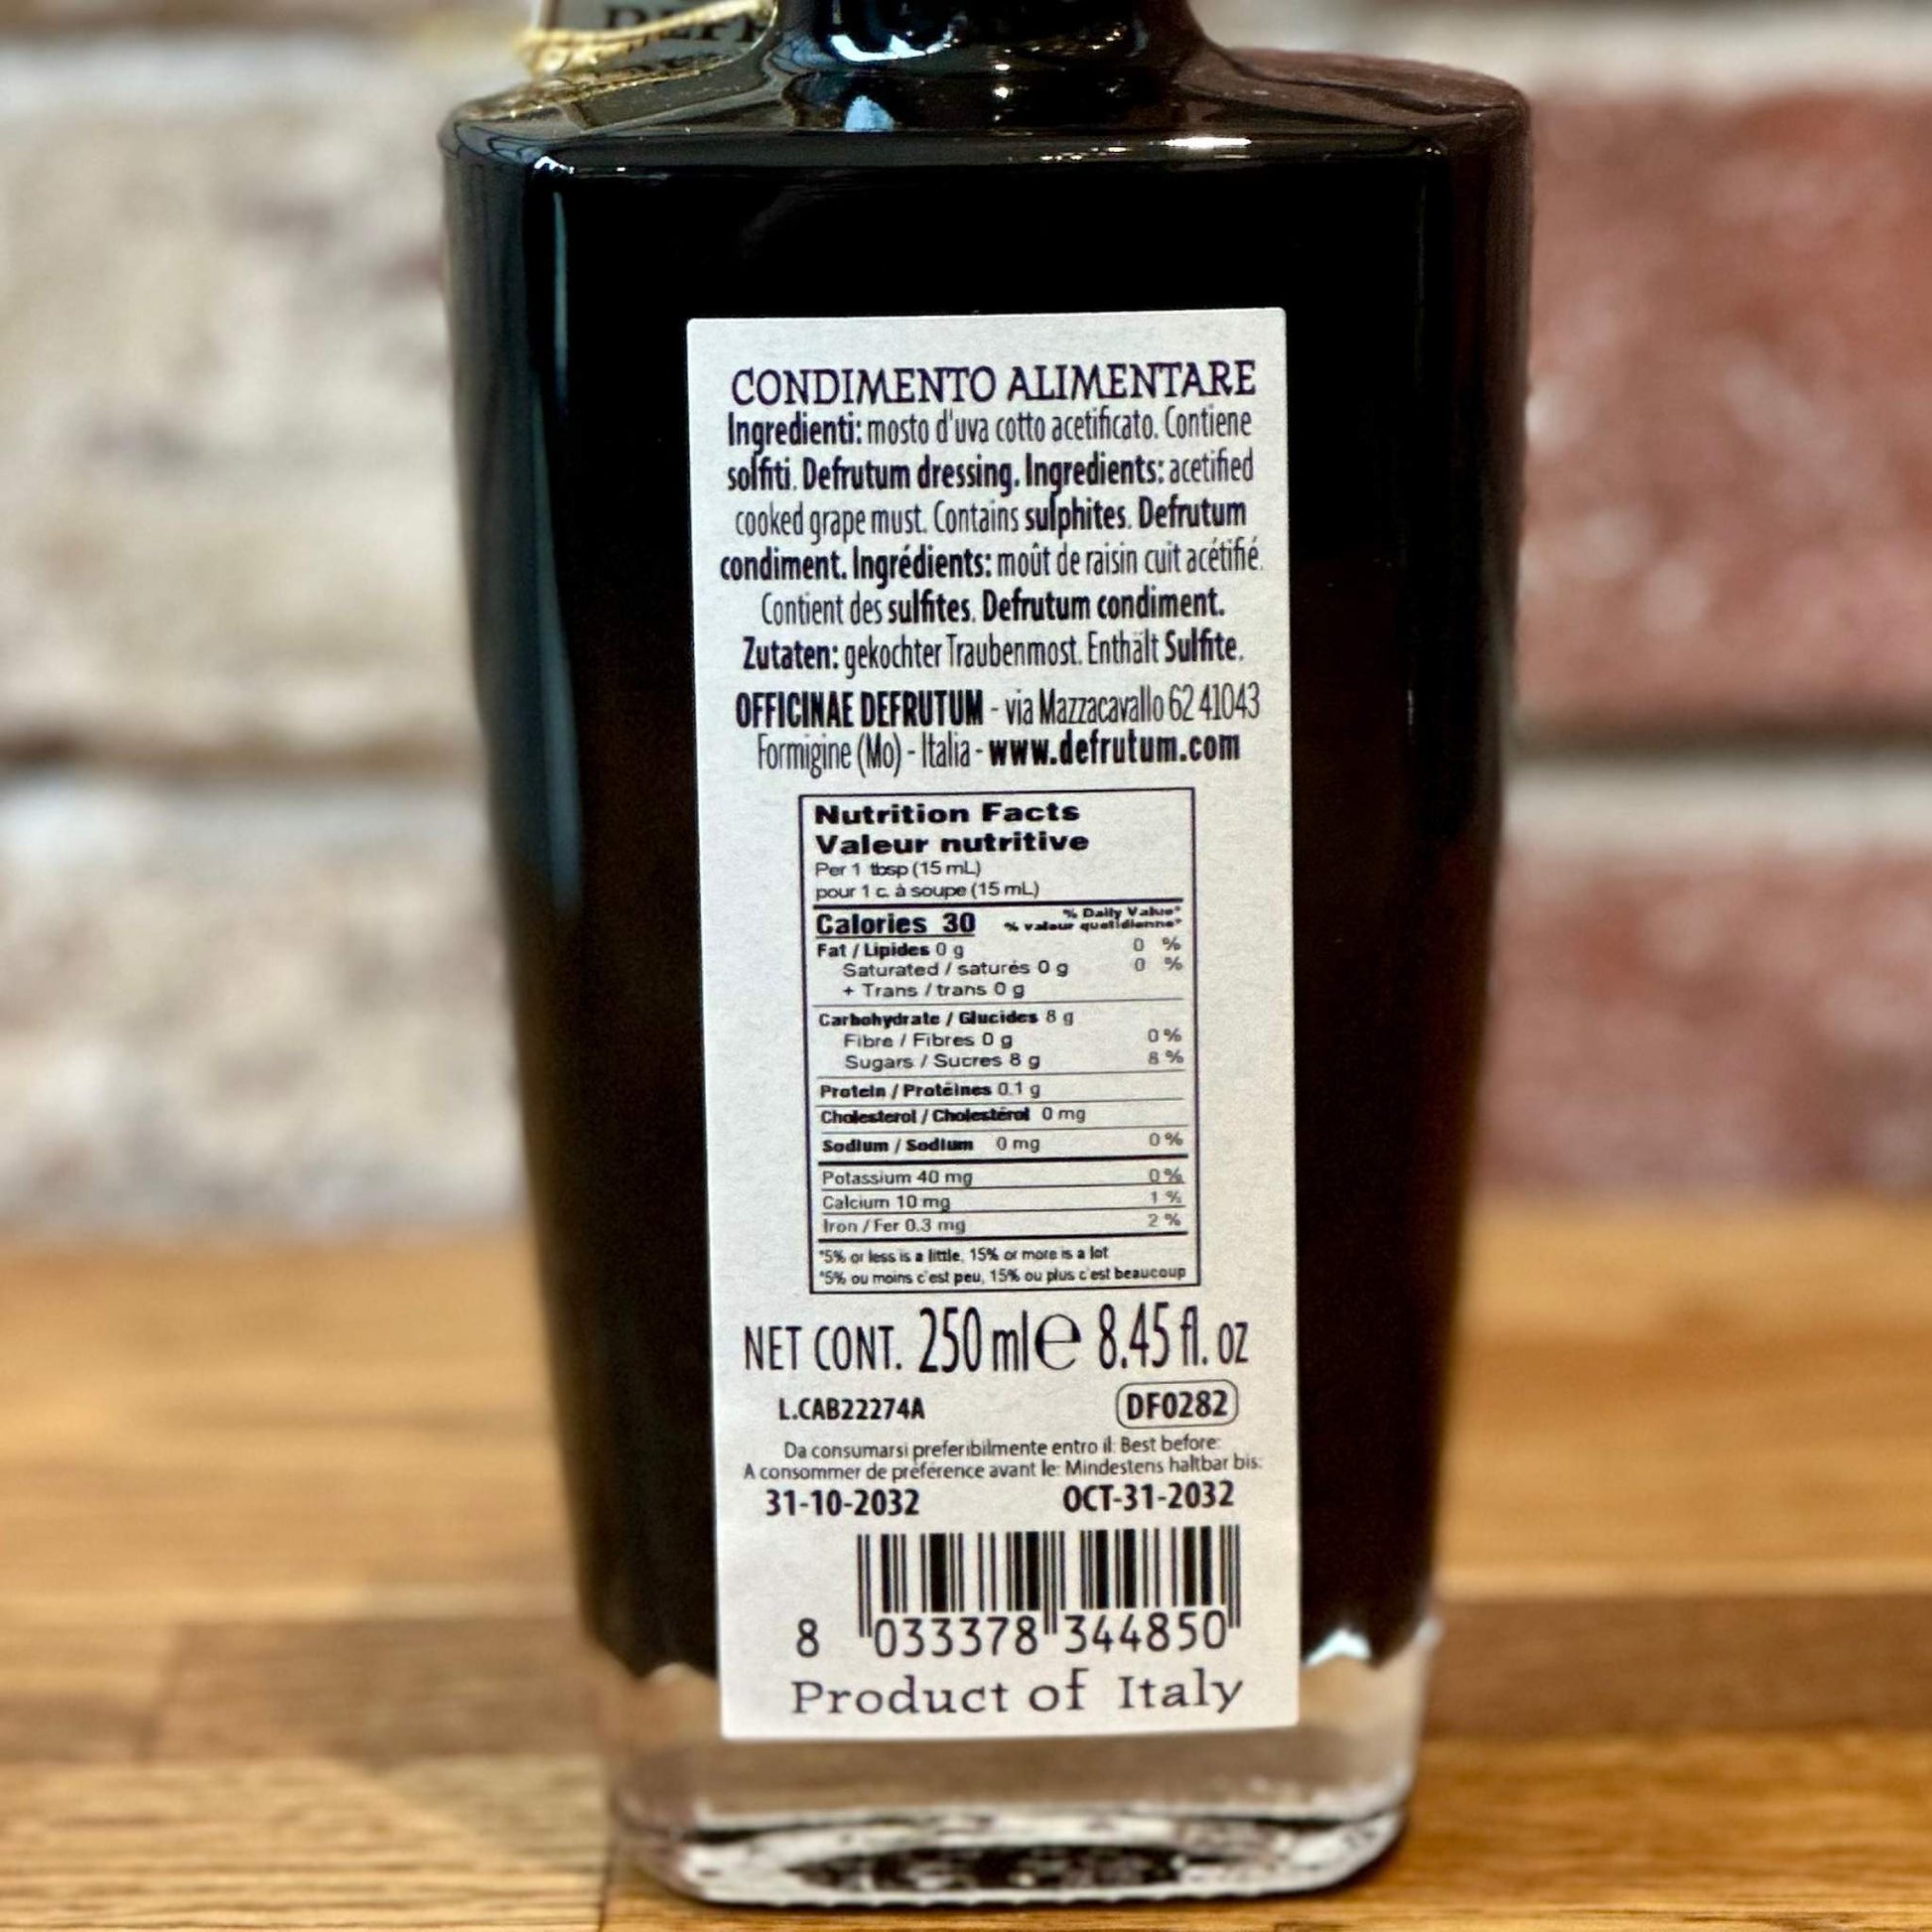 CONDIMENTO ALIMENTARE
Ingredienti: mosto d'uva cotto acetificato. Contiene
solfiti. Defrutum dressing. Ingredients: acetified
cooked grape must. Contains sulphites. Defrutum
condiment. Ingrédients: moût de raisin cuit acétifié.
Contient des sulfites. Defrutum condiment.
Zutaten: gekochter Traubenmost. Enthält Sulfite.
OFFICINAE DEFRUTUM - via Mazzacavallo 62 41043
Formigine (Mo) - Italia - www.defrutum.com
Nutrition Facts
Valeur nutritive
Per 1 tbsp (15 mL)
pour 1 c. à soupe (15 mL)
Calories 30 % Daily Value*
% valeur quotidienne*
Fat / Lipides 0 g 0 %
Saturated / saturés 0 g 0 %
+ Trans / trans 0 g
Carbohydrate / Glucides 8 g
Fibre / Fibres 0 g 0 %
Sugars / Sucres 8 g 8 %
Protein / Protéines 0.1 g
Cholesterol / Cholestérol 0 mg
Sodium / Sodium 0 mg 0 %
Potassium 40 mg 0 %
Calcium 10 mg 1 %
Iron / Fer 0.3 mg 2 %
*5% or less is a little, 15% or more is a lot
*5% ou moins c'est peu, 15% ou plus c'est beaucoup
NET CONT. 250 ml e 8.45 fl. oz
L.CAB22274A DF0282
Da consumarsi preferibilmente entro il: Best before:
A consommer de préférence avant le: Mindestens haltbar bis:
31-10-2032 OCT-31-2032
8 033378 344850
Product of Italy